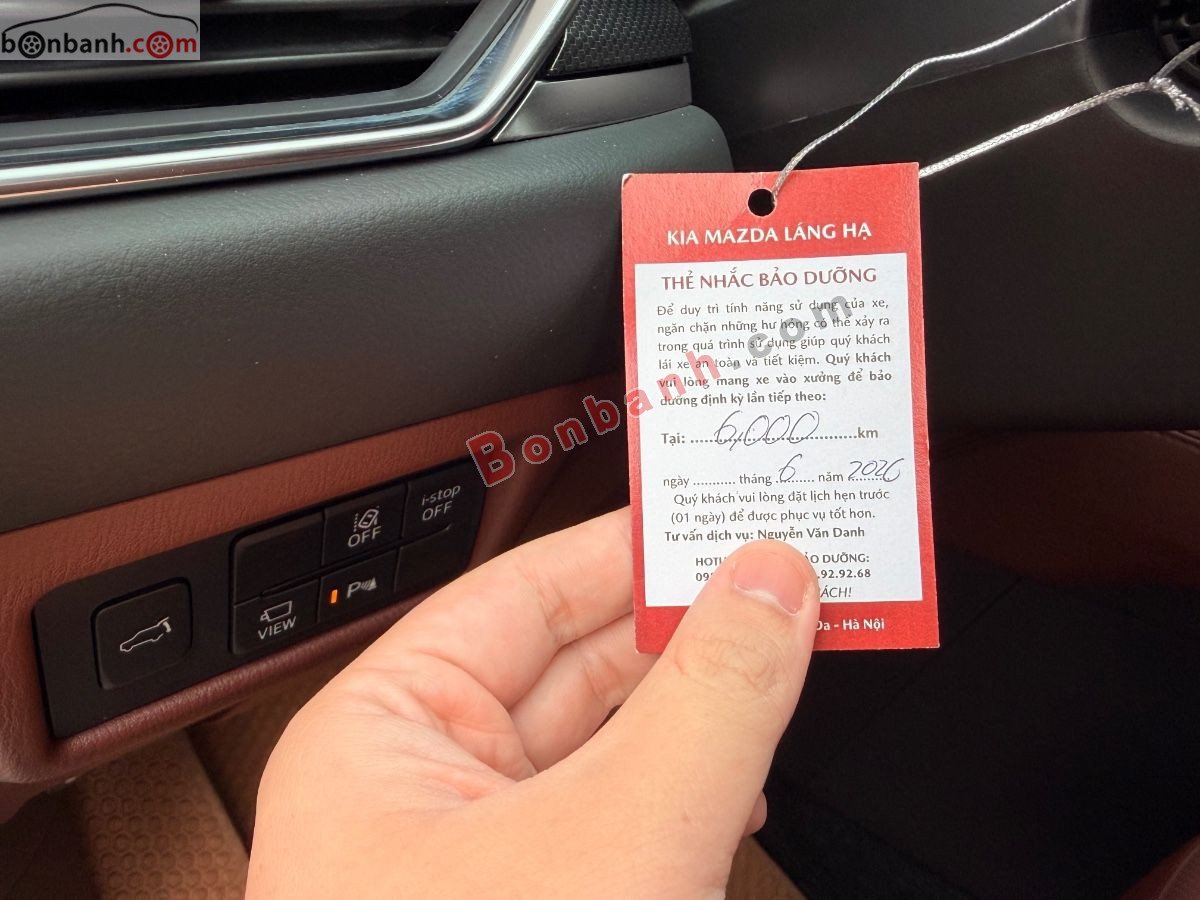 bonbanh.com
KIA MAZDA LÁNG HẠ
THẺ NHẮC BẢO DƯỠNG
Để duy trì tính năng sử dụng của xe,
ngăn chặn những hư hỏng có thể xảy ra
trong quá trình sử dụng giúp quý khách
lái xe an toàn và tiết kiệm. Quý khách
vui lòng mang xe vào xưởng để bảo
dưỡng định kỳ lần tiếp theo:
Tại: ........6,000........km
ngày ........... tháng ..6.... năm ..2026
Quý khách vui lòng đặt lịch hẹn trước
(01 ngày) để được phục vụ tốt hơn.
Tư vấn dịch vụ: Nguyễn Văn Danh
DƯỠNG:
.92.92.68
- Hà Nội
Bonbanh.com
OFF
i-stop
OFF
VIEW
P